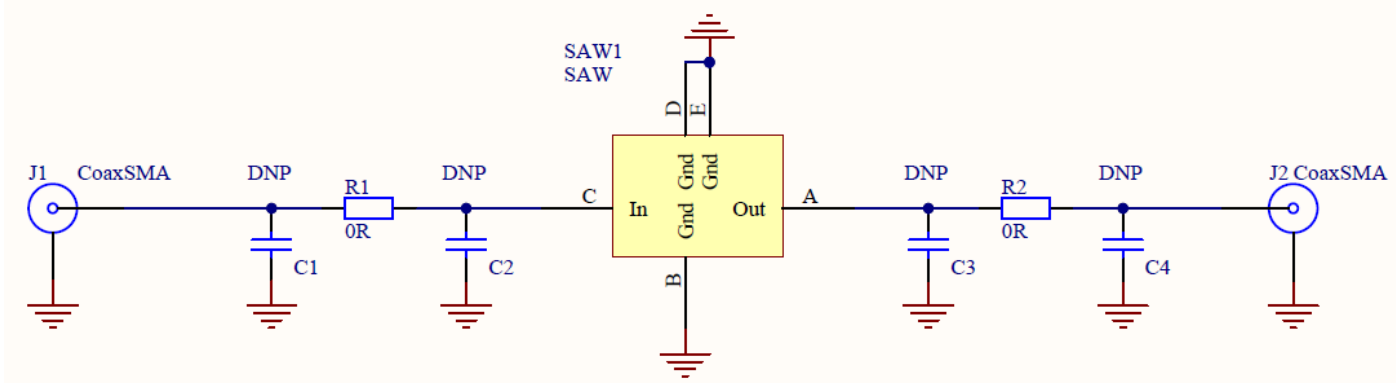 SAW1
SAW
D
E
J1 CoaxSMA
DNP
R1
0R
DNP
C1
C2
C
In
Gnd
Gnd
Gnd
Out
A
B
DNP
R2
0R
DNP
C3
C4
J2 CoaxSMA